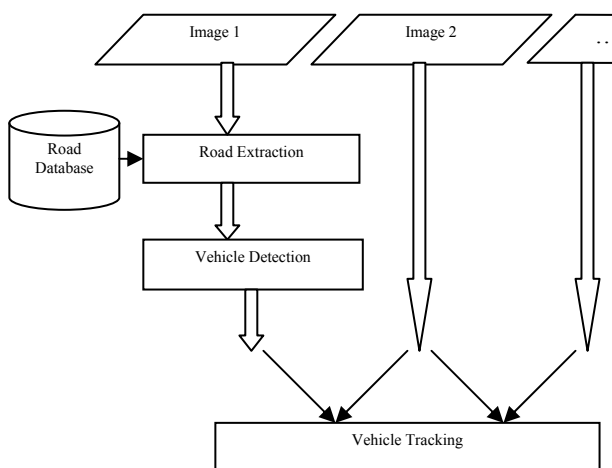 Image 1
Image 2
..
Road
Database
Road Extraction
Vehicle Detection
Vehicle Tracking